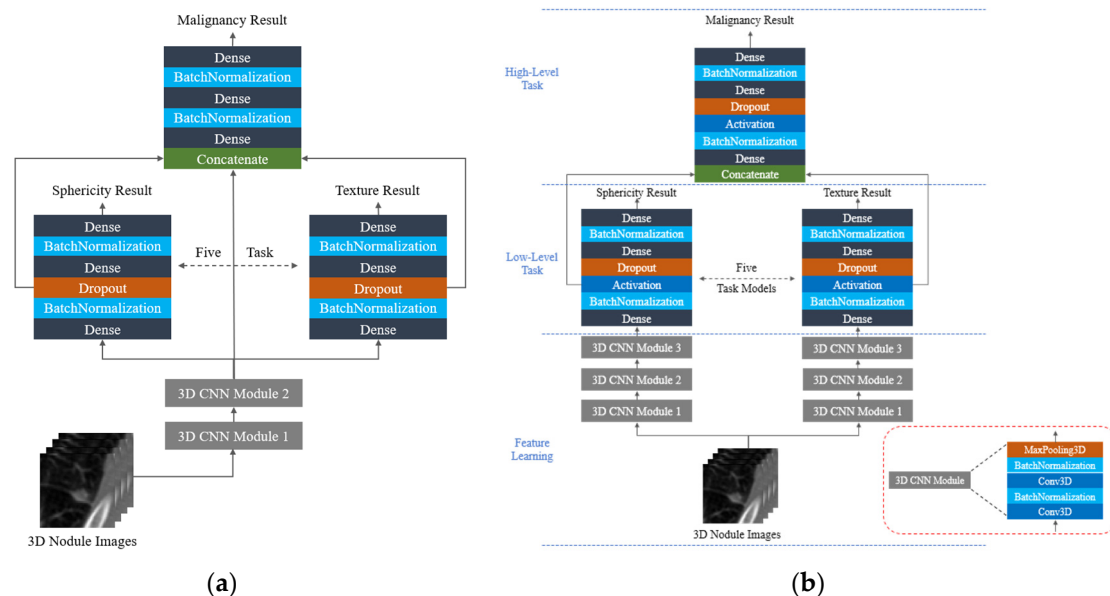 Malignancy Result
Dense
BatchNormalization
Dense
BatchNormalization
Dense
Concatenate
Sphericity Result
Texture Result
Dense
BatchNormalization
Dense
Dropout
BatchNormalization
Dense
Five Task
Dense
BatchNormalization
Dense
Dropout
BatchNormalization
Dense
3D CNN Module 2
3D CNN Module 1
3D Nodule Images
(a)
Malignancy Result
High-Level
Task
Dense
BatchNormalization
Dense
Dropout
Activation
BatchNormalization
Dense
Concatenate
Sphericity Result
Texture Result
Low-Level
Task
Dense
BatchNormalization
Dense
Dropout
Activation
BatchNormalization
Dense
Five
Task Models
Dense
BatchNormalization
Dense
Dropout
Activation
BatchNormalization
Dense
3D CNN Module 3
3D CNN Module 2
3D CNN Module 1
3D CNN Module 3
3D CNN Module 2
3D CNN Module 1
Feature
Learning
3D Nodule Images
3D CNN Module
MaxPooling3D
BatchNormalization
Conv3D
BatchNormalization
Conv3D
(b)